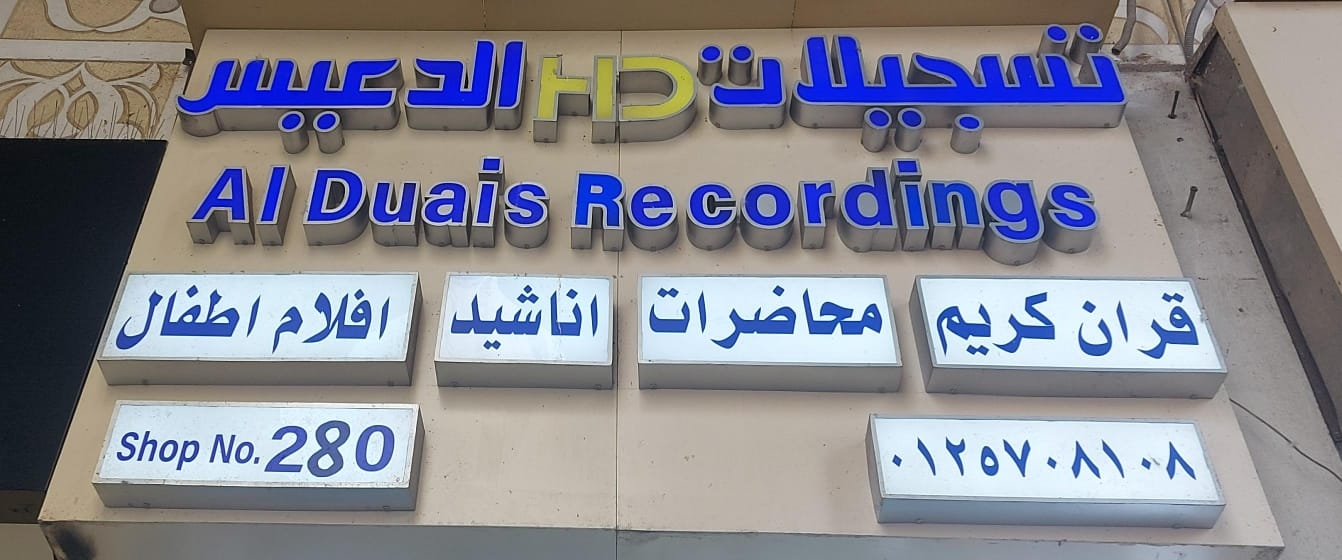 تسجيلات HD الدعيس
Al Duais Recordings
قران كريم
محاضرات
اناشيد
افلام اطفال
٠١٢٥٧٠٨١٠٨
Shop No. 280